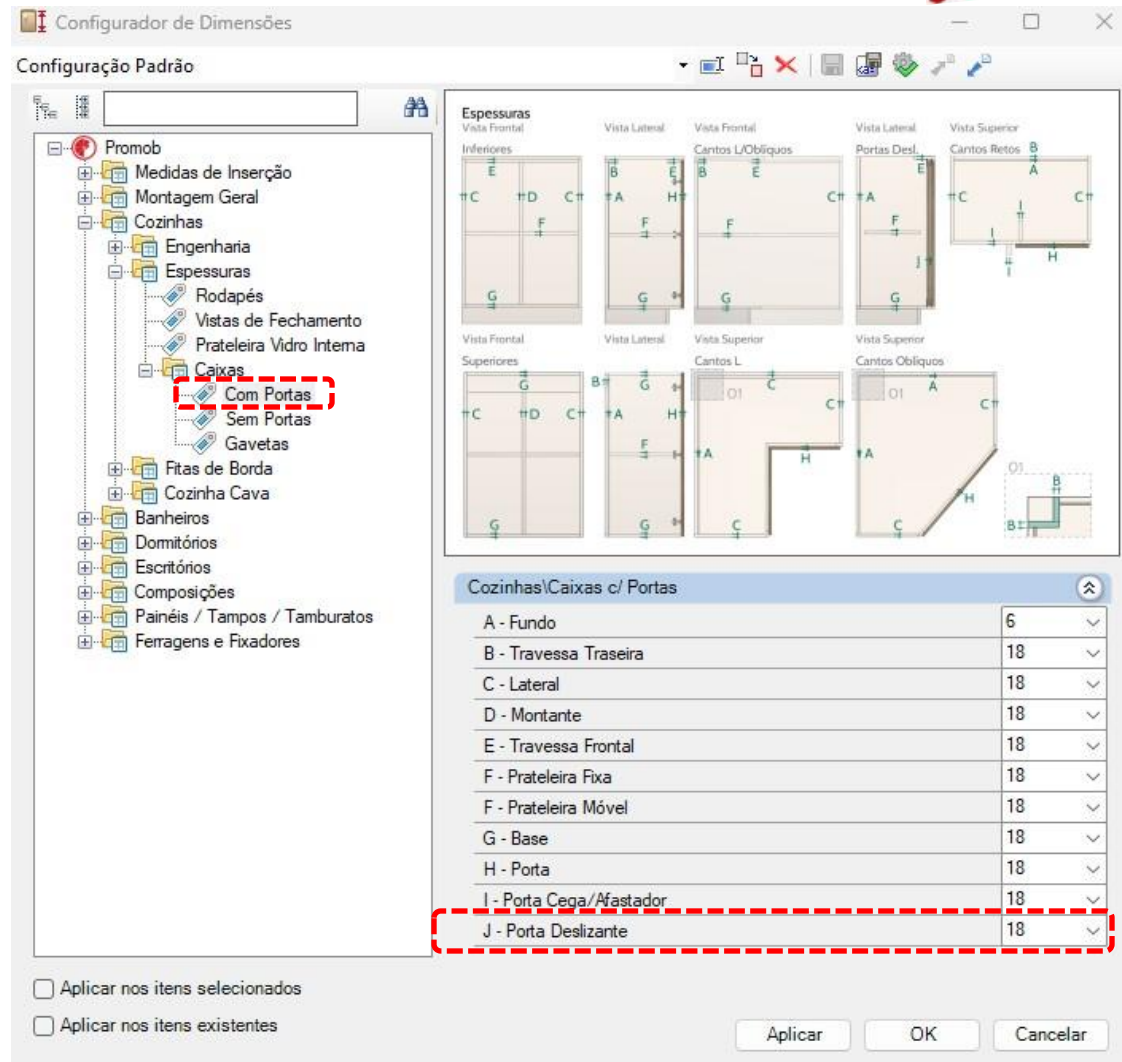 Configurador de Dimensões
Configuração Padrão
Promob
Medidas de Inserção
Montagem Geral
Cozinhas
Engenharia
Espessuras
Rodapés
Vistas de Fechamento
Prateleira Vidro Interna
Caixas
Com Portas
Sem Portas
Gavetas
Fitas de Borda
Cozinha Cava
Banheiros
Dormitórios
Escritórios
Composições
Painéis / Tampos / Tamburatos
Ferragens e Fixadores
Espessuras
Vista Frontal Vista Lateral Vista Frontal Vista Lateral Vista Superior
Inferiores Cantos L/Oblíquos Portas Desl. Cantos Retos B
E B E B E E A
C D C A H C A C C
F F F F I
J I H
I
G G G G
Vista Frontal Vista Lateral Vista Superior Vista Superior
Superiores Cantos L Cantos Oblíquos
G B G O1 C O1 A
C D C A H C C
F A H A O1
H B
G G C C B
Cozinhas\Caixas c/ Portas
A - Fundo 6
B - Travessa Traseira 18
C - Lateral 18
D - Montante 18
E - Travessa Frontal 18
F - Prateleira Fixa 18
F - Prateleira Móvel 18
G - Base 18
H - Porta 18
I - Porta Cega/Afastador 18
J - Porta Deslizante 18
Aplicar nos itens selecionados
Aplicar nos itens existentes
Aplicar OK Cancelar